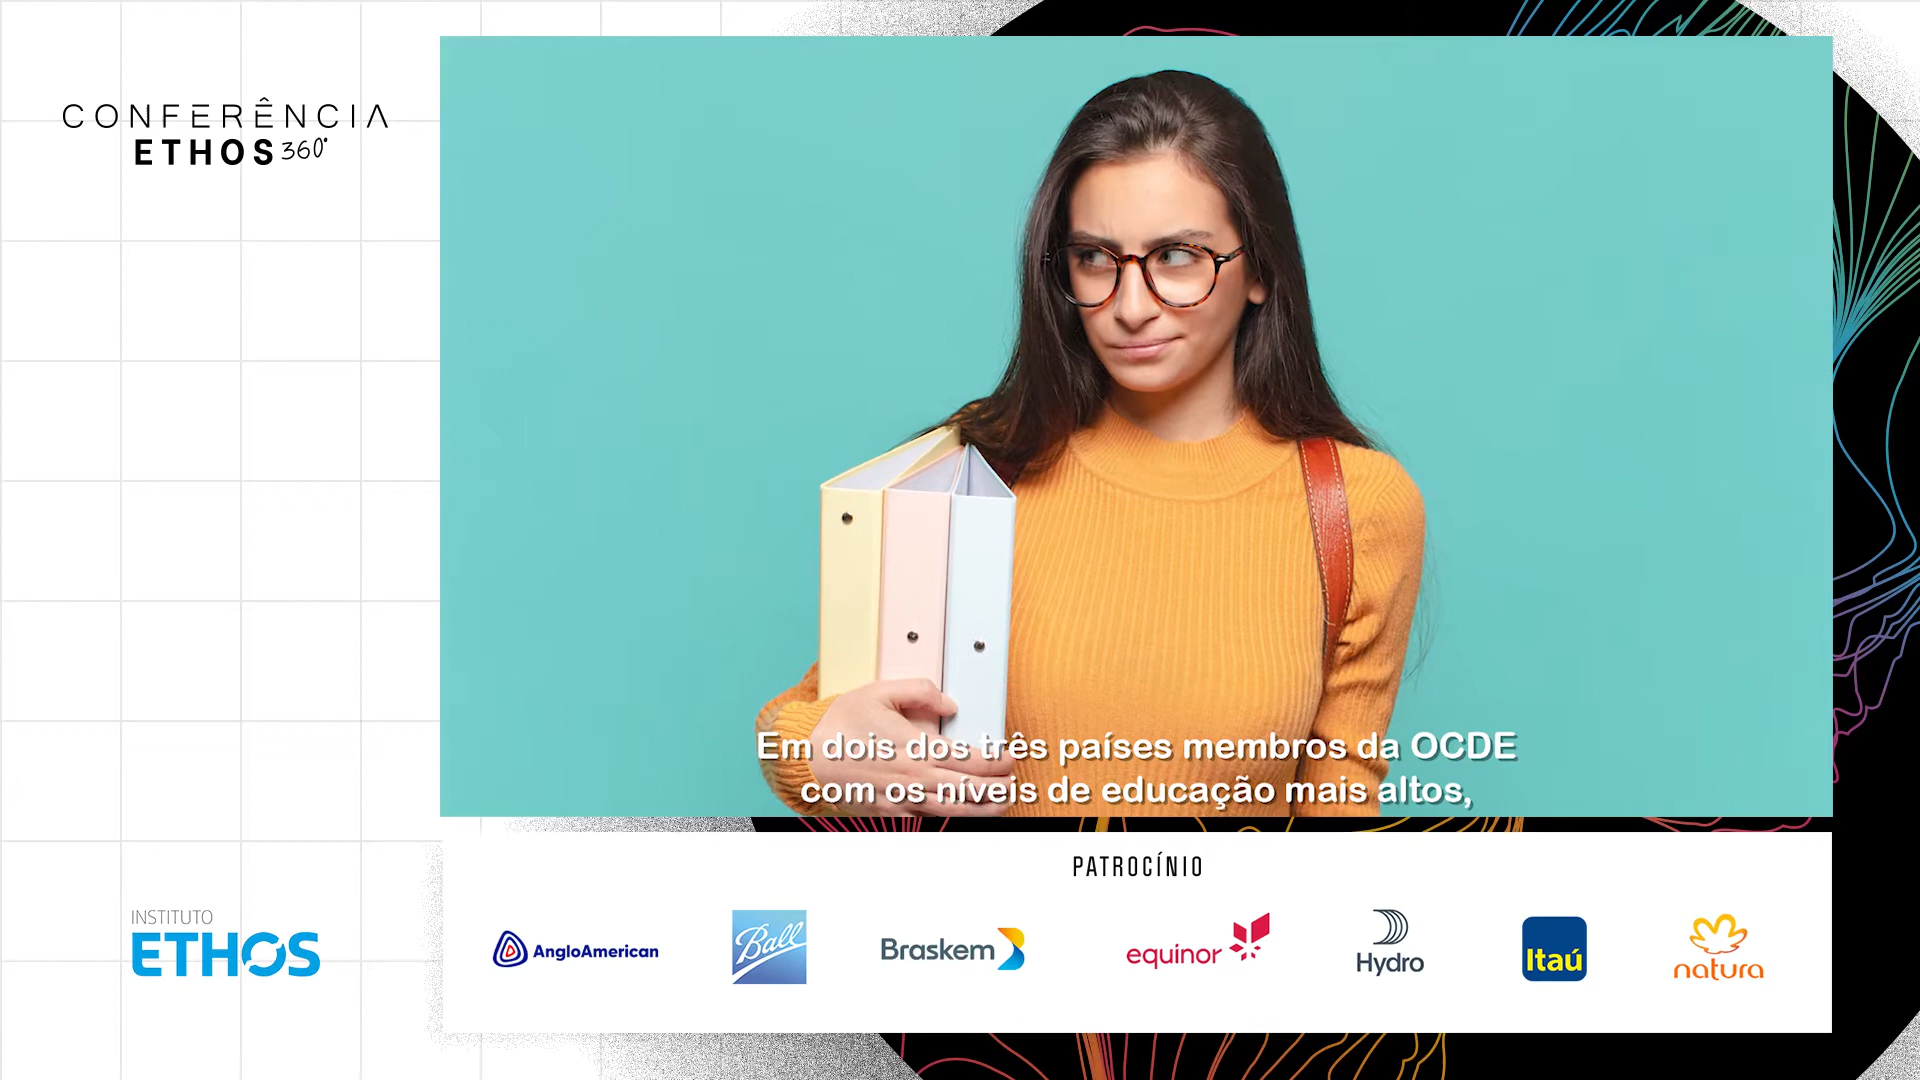 CONFERÊNCIA
ETHOS 360°
Em dois dos três países membros da OCDE
com os níveis de educação mais altos,
PATROCÍNIO
INSTITUTO
ETHOS
AngloAmerican
Ball
Braskem
equinor
Hydro
Itaú
natura